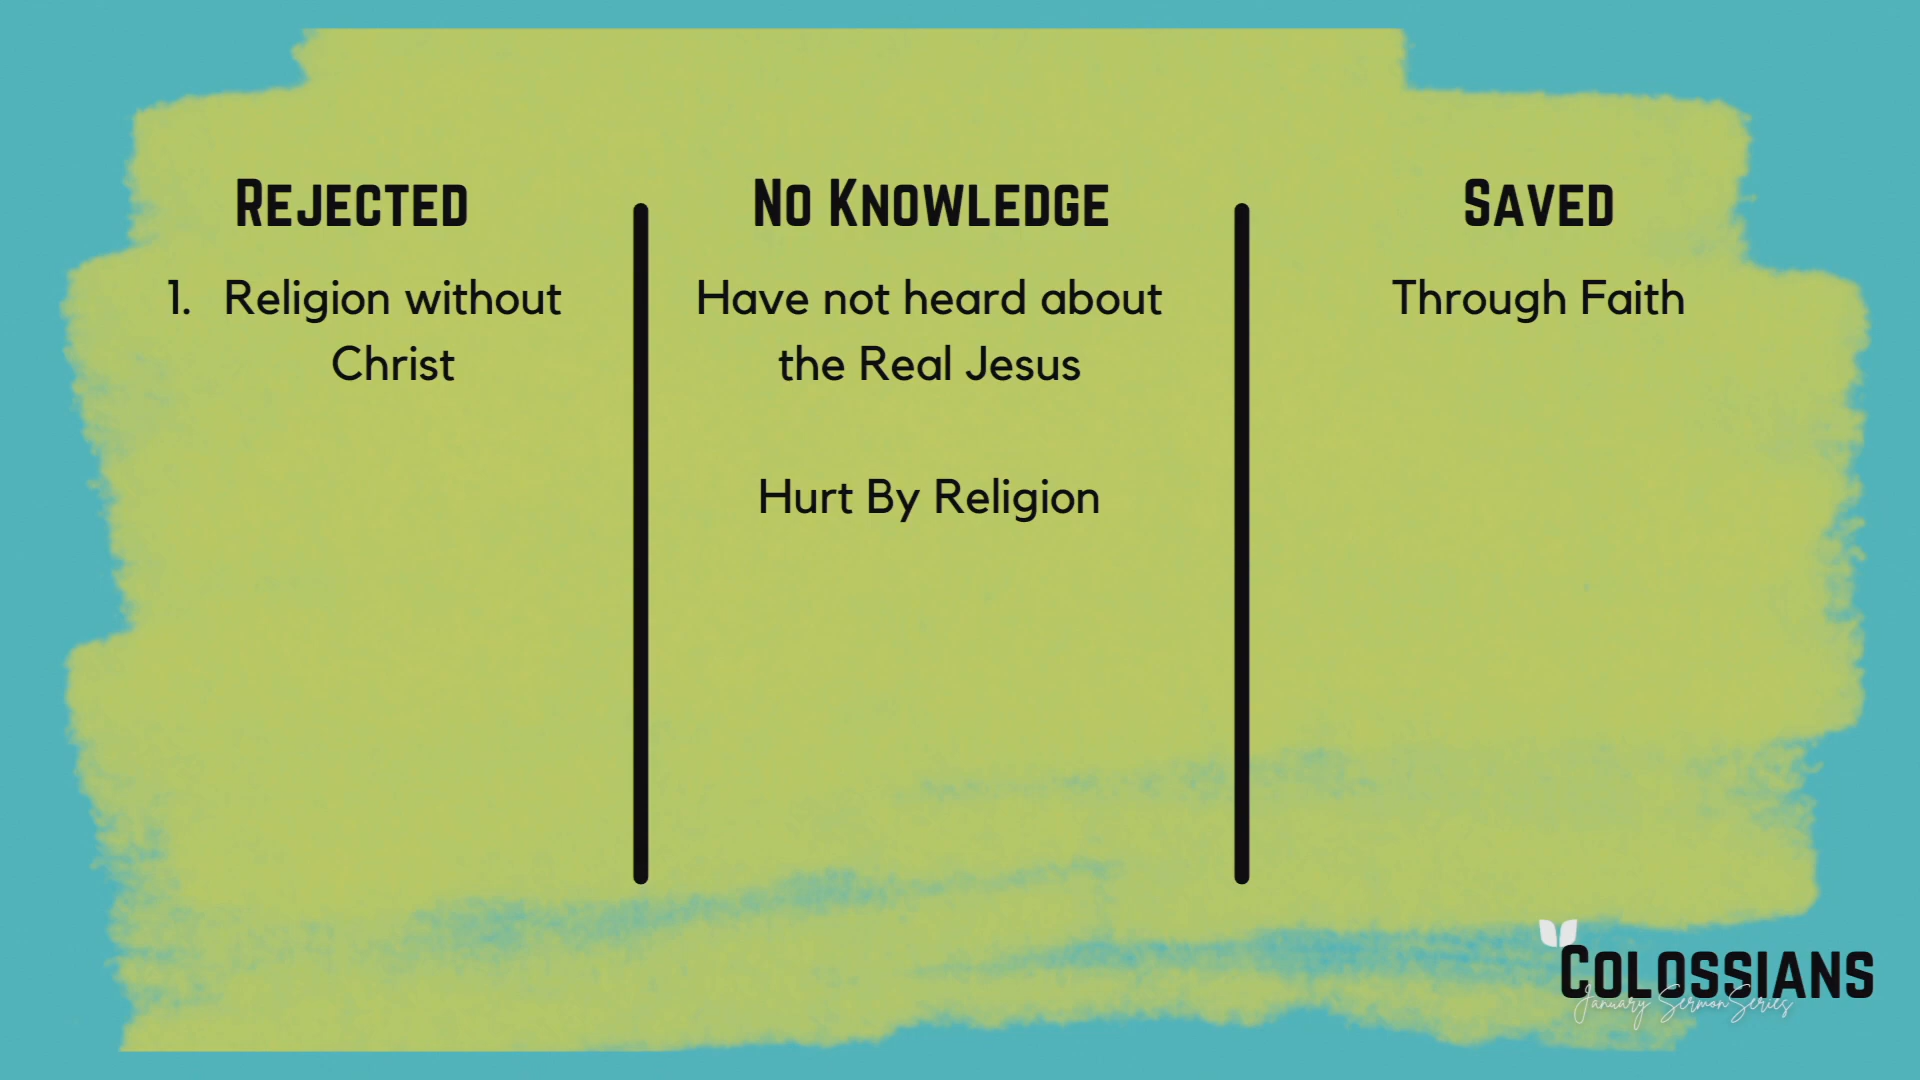 Rejected
1. Religion without
Christ
No Knowledge
Have not heard about
the Real Jesus
Hurt By Religion
Saved
Through Faith
Colossians
January Sermon Series